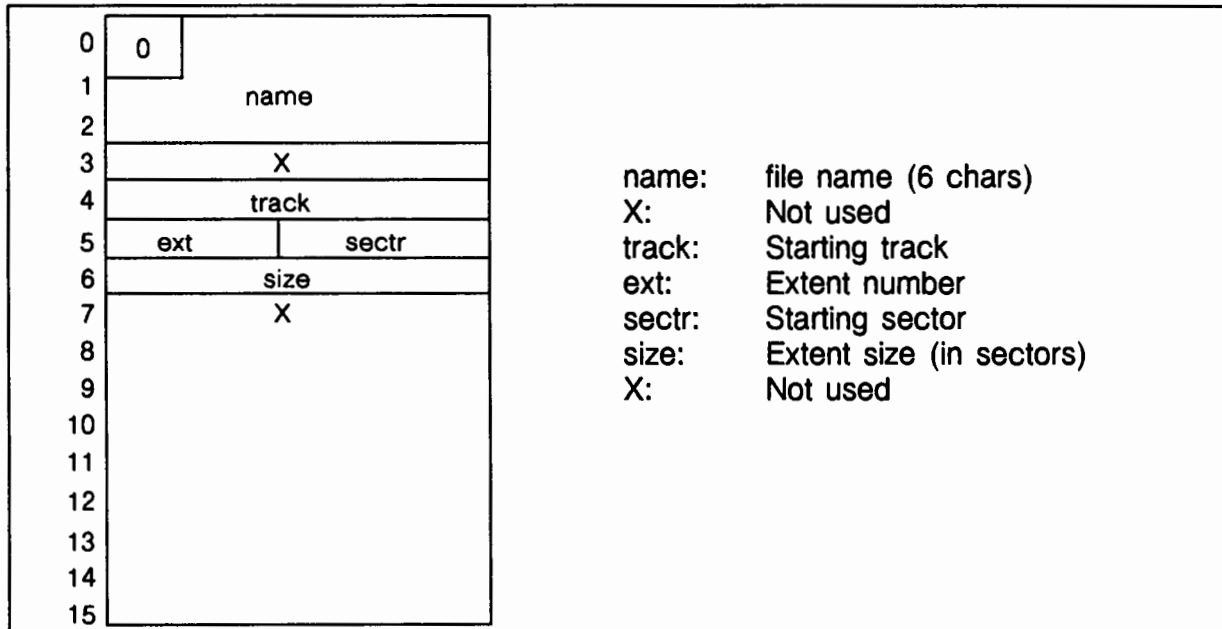 0 0
1
name
2
3 X
4 track
5 ext sectr
6 size
7 X
8
9
10
11
12
13
14
15
name: file name (6 chars)
X: Not used
track: Starting track
ext: Extent number
sectr: Starting sector
size: Extent size (in sectors)
X: Not used